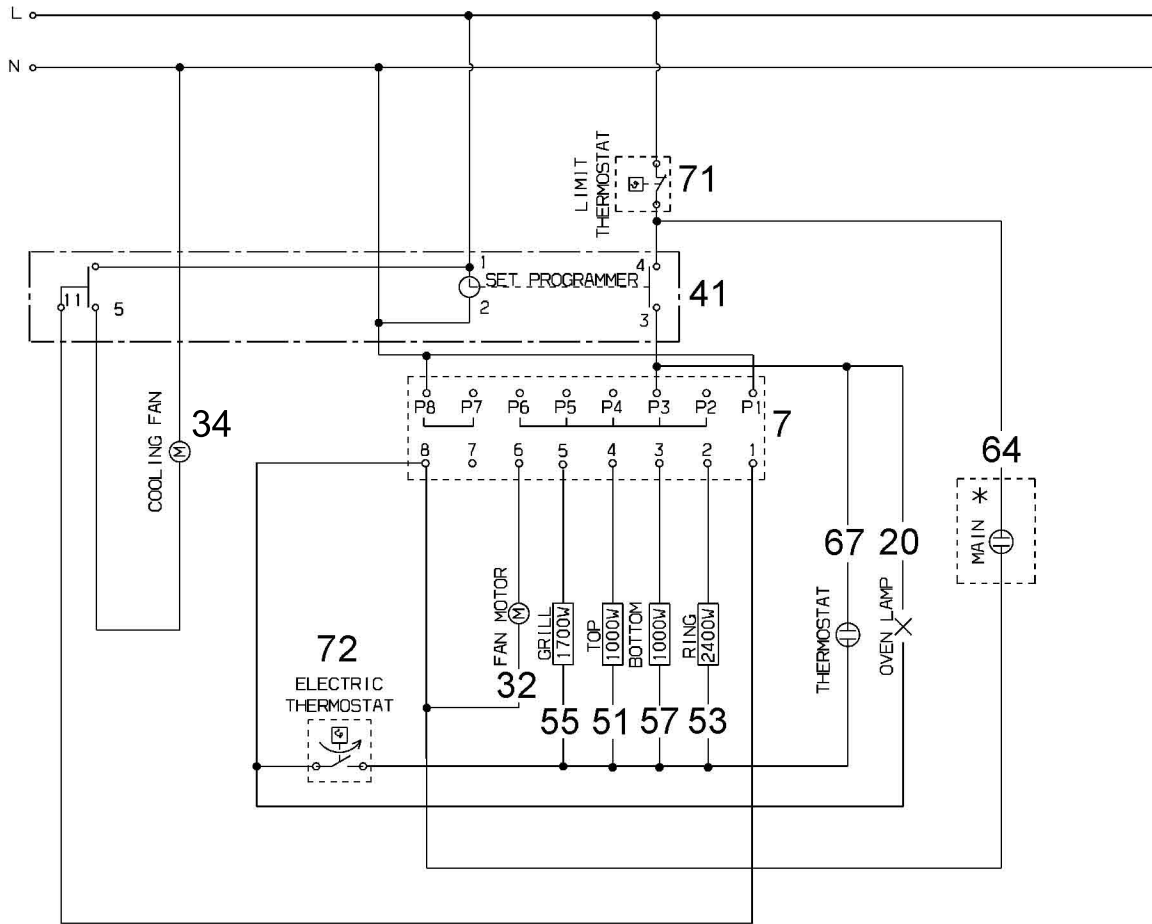 L
N
LIMIT
THERMOSTAT
71
1
SET PROGRAMMER
4
41
11
5
2
3
COOLING FAN
34
P8 P7 P6 P5 P4 P3 P2 P1
7
8 7 6 5 4 3 2 1
64
MAIN *
67
20
FAN MOTOR
M
M
GRILL
1700W
TOP
1000W
BOTTOM
1000W
RING
2400W
THERMOSTAT
OVEN LAMP
72
ELECTRIC
THERMOSTAT
32
55
51
57
53